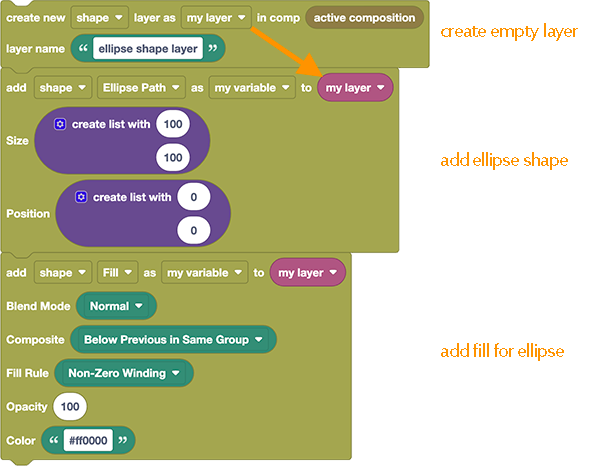 create new shape layer as my layer in comp active composition
create empty layer
layer name “ ellipse shape layer ”
add shape Ellipse Path as my variable to my layer
create list with 100
Size
100
add ellipse shape
create list with 0
Position
0
add shape Fill as my variable to my layer
Blend Mode Normal
Composite Below Previous in Same Group
add fill for ellipse
Fill Rule Non-Zero Winding
Opacity 100
Color “ #ff0000 ”